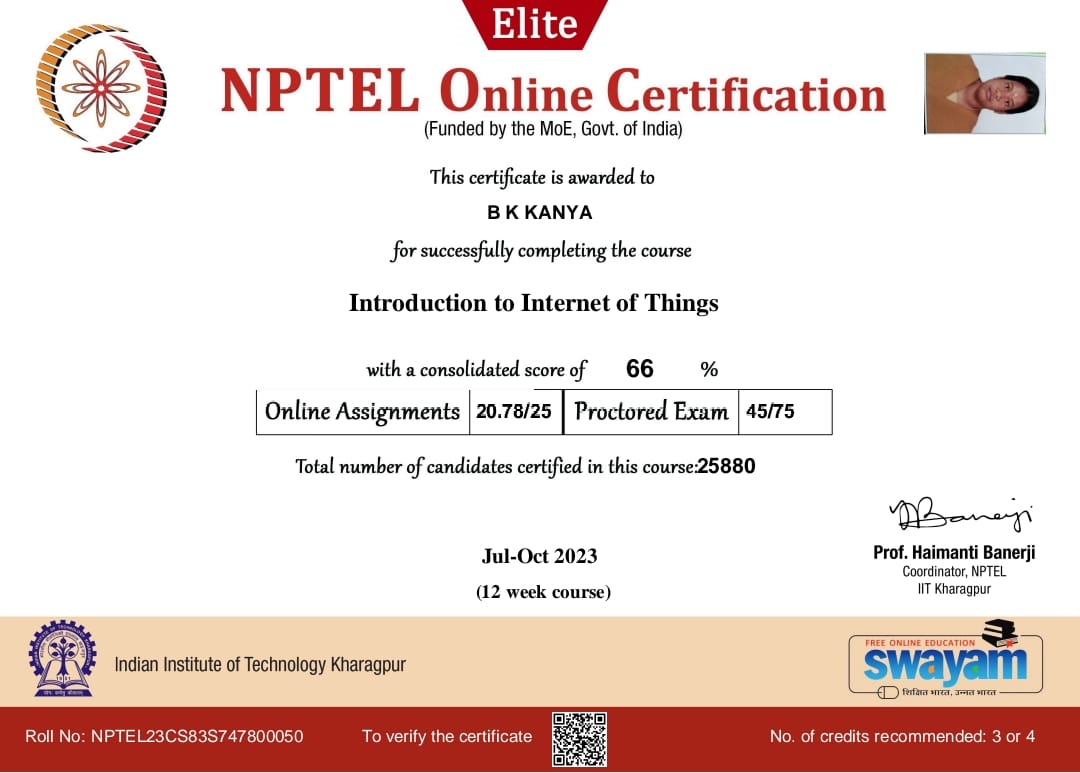 Elite
NPTEL Online Certification
(Funded by the MoE, Govt. of India)
This certificate is awarded to
B K KANYA
for successfully completing the course
Introduction to Internet of Things
with a consolidated score of 66 %
Online Assignments 20.78/25 Proctored Exam 45/75
Total number of candidates certified in this course:25880
Jul-Oct 2023
(12 week course)
Prof. Haimanti Banerji
Coordinator, NPTEL
IIT Kharagpur
Indian Institute of Technology Kharagpur
FREE ONLINE EDUCATION
swayam
शिक्षित भारत, उन्नत भारत
Roll No: NPTEL23CS83S747800050 To verify the certificate No. of credits recommended: 3 or 4